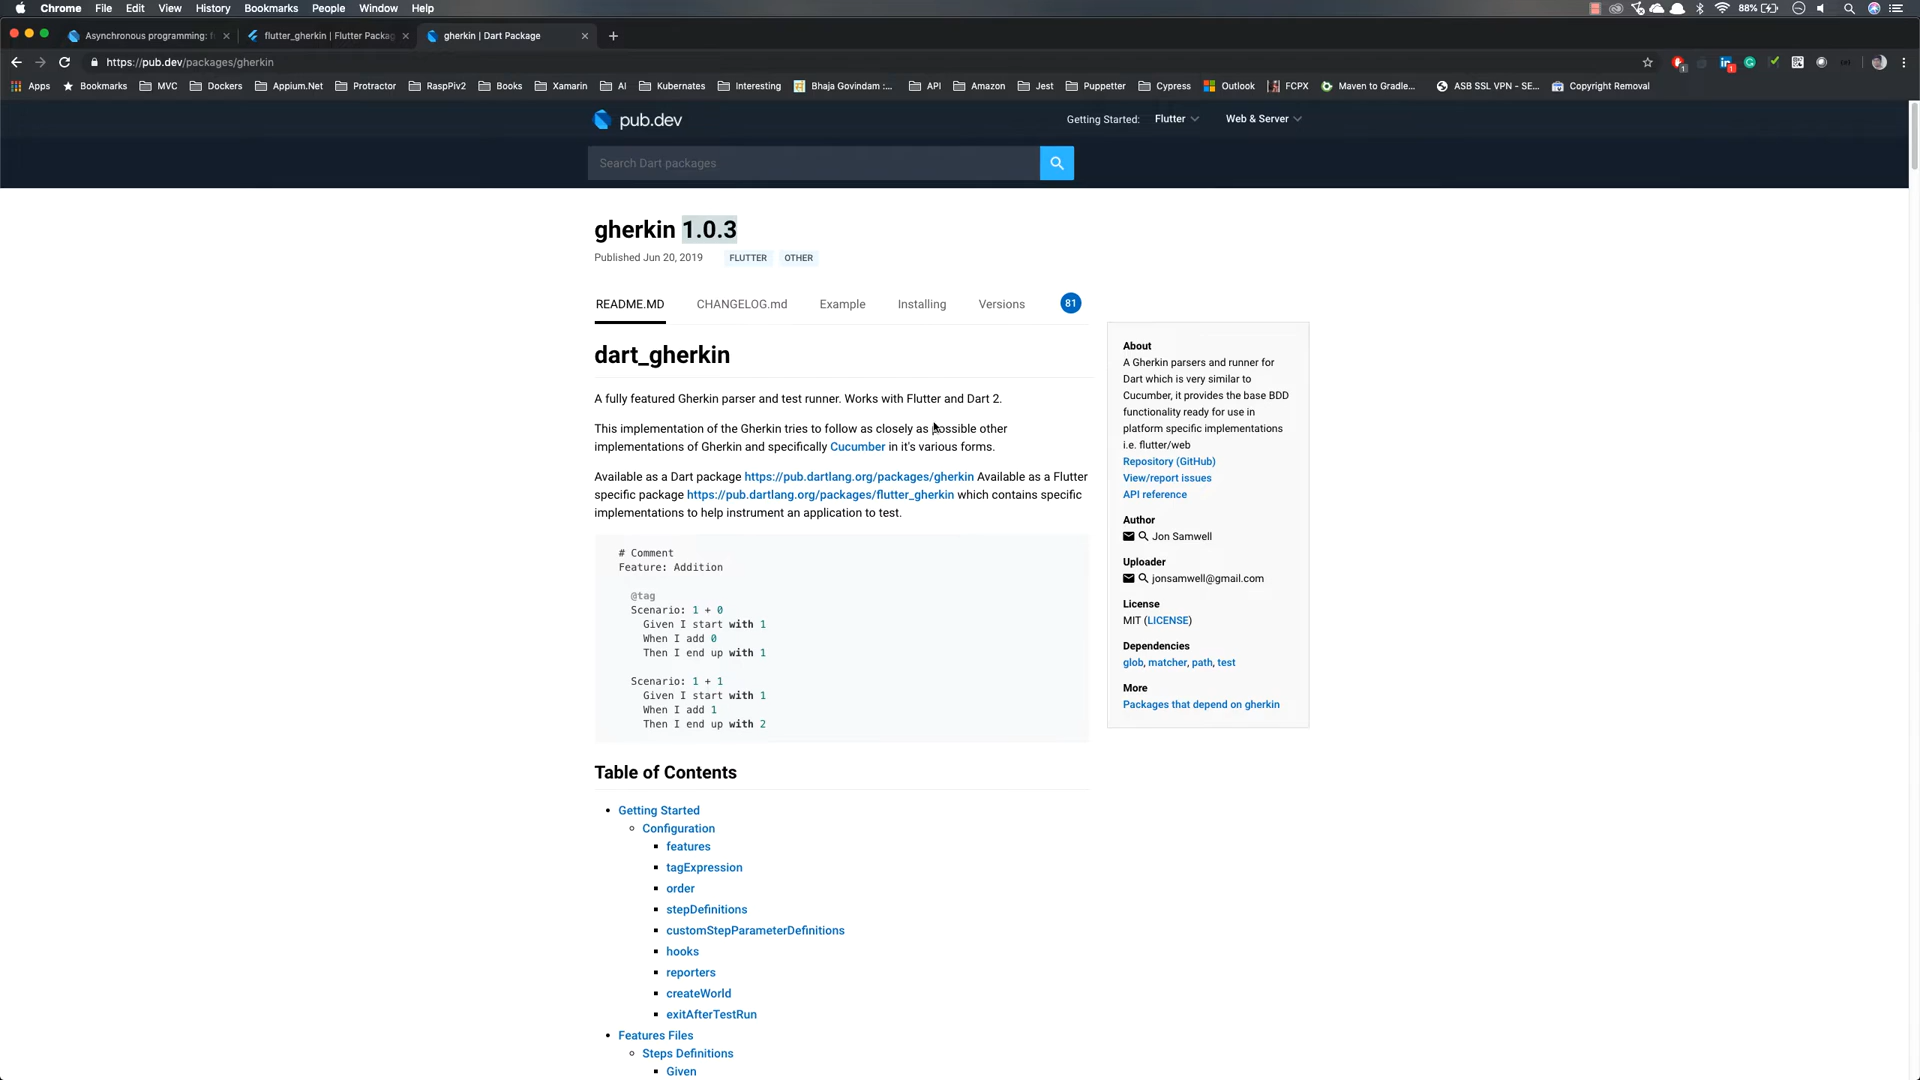 Chrome File Edit View History Bookmarks People Window Help 88%
Asynchronous programming: f flutter_gherkin | Flutter Packag gherkin | Dart Package
https://pub.dev/packages/gherkin
Apps Bookmarks MVC Dockers Appium.Net Protractor RaspPiv2 Books Xamarin AI Kubernates Interesting Bhaja Govindam :... API Amazon Jest Puppetter Cypress Outlook FCPX Maven to Gradle... ASB SSL VPN - SE... Copyright Removal
pub.dev Getting Started: Flutter Web & Server
Search Dart packages
gherkin 1.0.3
Published Jun 20, 2019 FLUTTER OTHER
README.MD CHANGELOG.md Example Installing Versions 81
dart_gherkin
A fully featured Gherkin parser and test runner. Works with Flutter and Dart 2.
This implementation of the Gherkin tries to follow as closely as possible other
implementations of Gherkin and specifically Cucumber in it's various forms.
Available as a Dart package https://pub.dartlang.org/packages/gherkin Available as a Flutter
specific package https://pub.dartlang.org/packages/flutter_gherkin which contains specific
implementations to help instrument an application to test.
# Comment
Feature: Addition
@tag
Scenario: 1 + 0
Given I start with 1
When I add 0
Then I end up with 1
Scenario: 1 + 1
Given I start with 1
When I add 1
Then I end up with 2
Table of Contents
Getting Started
Configuration
features
tagExpression
order
stepDefinitions
customStepParameterDefinitions
hooks
reporters
createWorld
exitAfterTestRun
Features Files
Steps Definitions
Given
About
A Gherkin parsers and runner for
Dart which is very similar to
Cucumber, it provides the base BDD
functionality ready for use in
platform specific implementations
i.e. flutter/web
Repository (GitHub)
View/report issues
API reference
Author
Jon Samwell
Uploader
jonsamwell@gmail.com
License
MIT (LICENSE)
Dependencies
glob, matcher, path, test
More
Packages that depend on gherkin